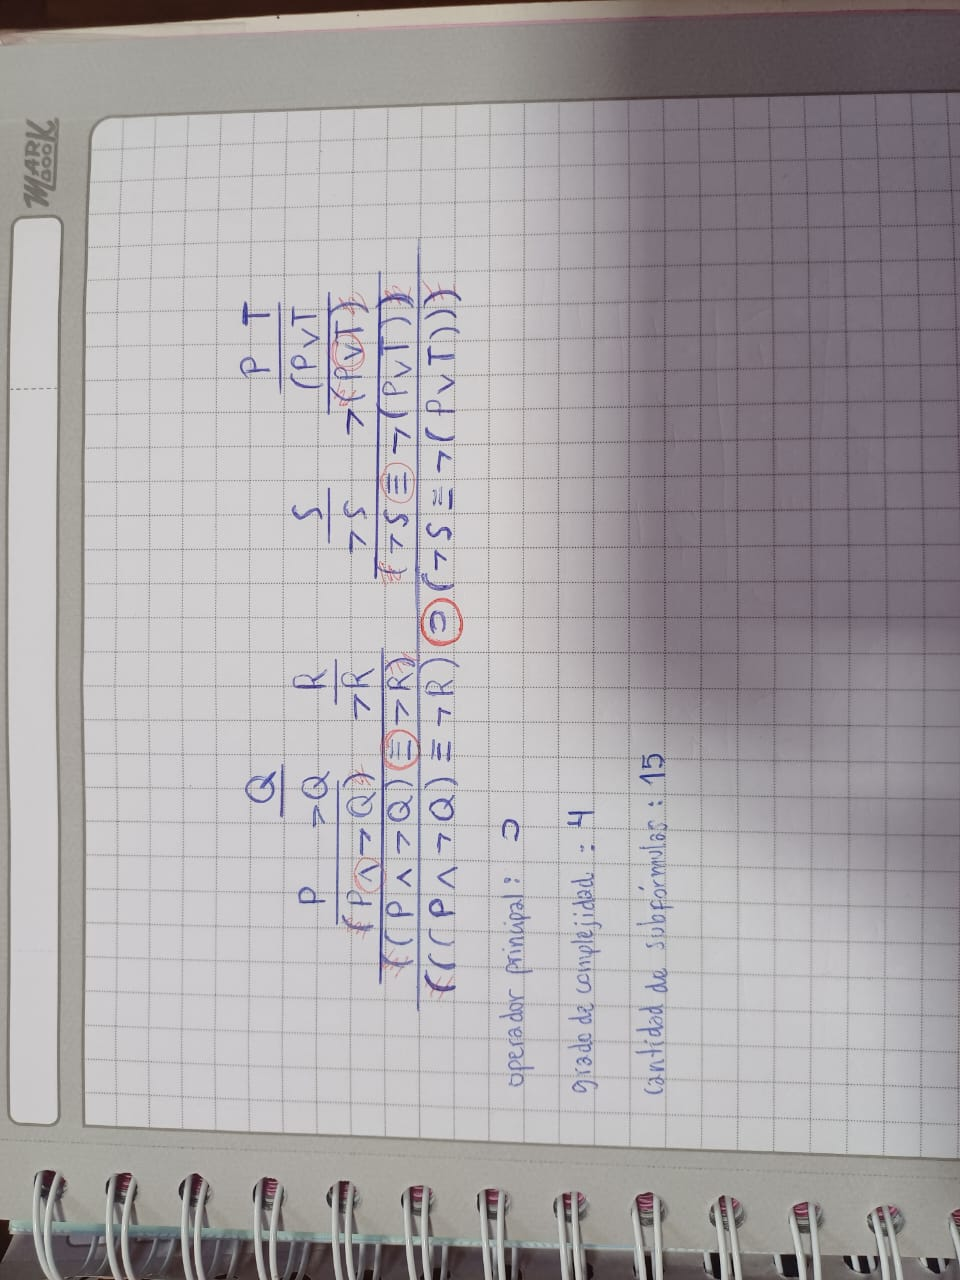 MARK BOOK
Q P T
P ¬Q R S (P∨T
(P∧¬Q) ¬R ¬S ¬(P∨T)
((P∧¬Q)≡¬R) (¬S≡¬(P∨T))
(((P∧¬Q)≡¬R)⊃(¬S≡¬(P∨T)))
operador principal: ⊃
grado de complejidad: 4
Cantidad de subfórmulas: 15